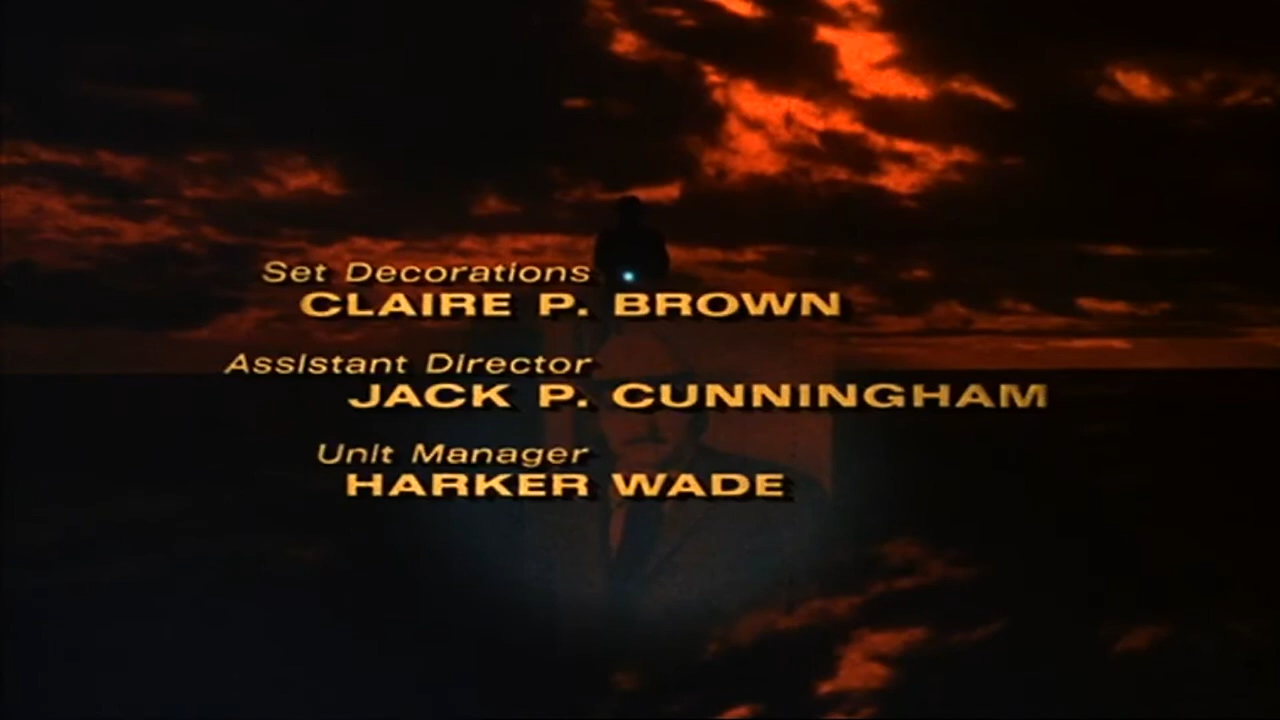 Set Decorations
CLAIRE P. BROWN
Assistant Director
JACK P. CUNNINGHAM
Unit Manager
HARKER WADE